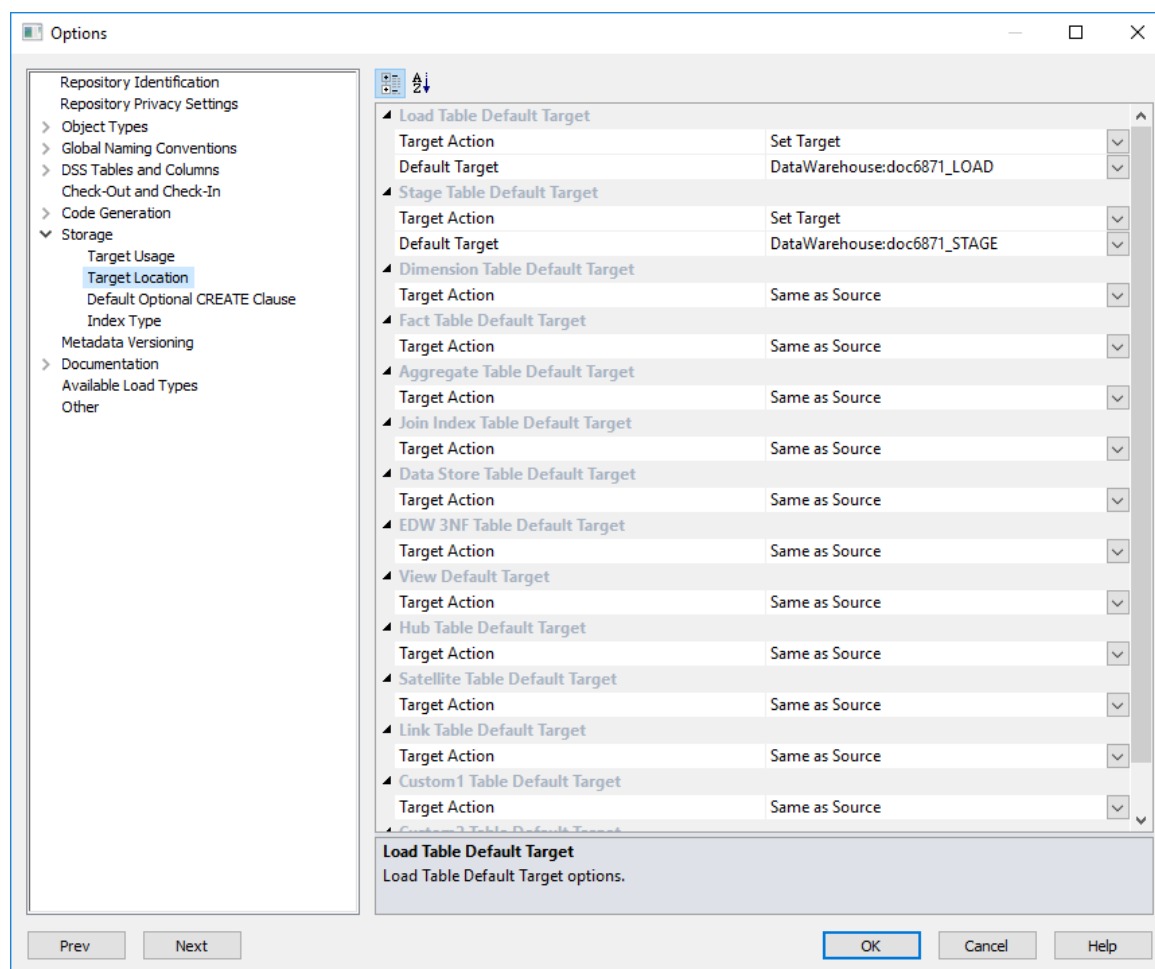 Options
Repository Identification
Repository Privacy Settings
Object Types
Global Naming Conventions
DSS Tables and Columns
Check-Out and Check-In
Code Generation
Storage
Target Usage
Target Location
Default Optional CREATE Clause
Index Type
Metadata Versioning
Documentation
Available Load Types
Other
Load Table Default Target
Target Action Set Target
Default Target DataWarehouse:doc6871_LOAD
Stage Table Default Target
Target Action Set Target
Default Target DataWarehouse:doc6871_STAGE
Dimension Table Default Target
Target Action Same as Source
Fact Table Default Target
Target Action Same as Source
Aggregate Table Default Target
Target Action Same as Source
Join Index Table Default Target
Target Action Same as Source
Data Store Table Default Target
Target Action Same as Source
EDW 3NF Table Default Target
Target Action Same as Source
View Default Target
Target Action Same as Source
Hub Table Default Target
Target Action Same as Source
Satellite Table Default Target
Target Action Same as Source
Link Table Default Target
Target Action Same as Source
Custom1 Table Default Target
Target Action Same as Source
Custom2 Table Default Target
Load Table Default Target
Load Table Default Target options.
Prev Next OK Cancel Help